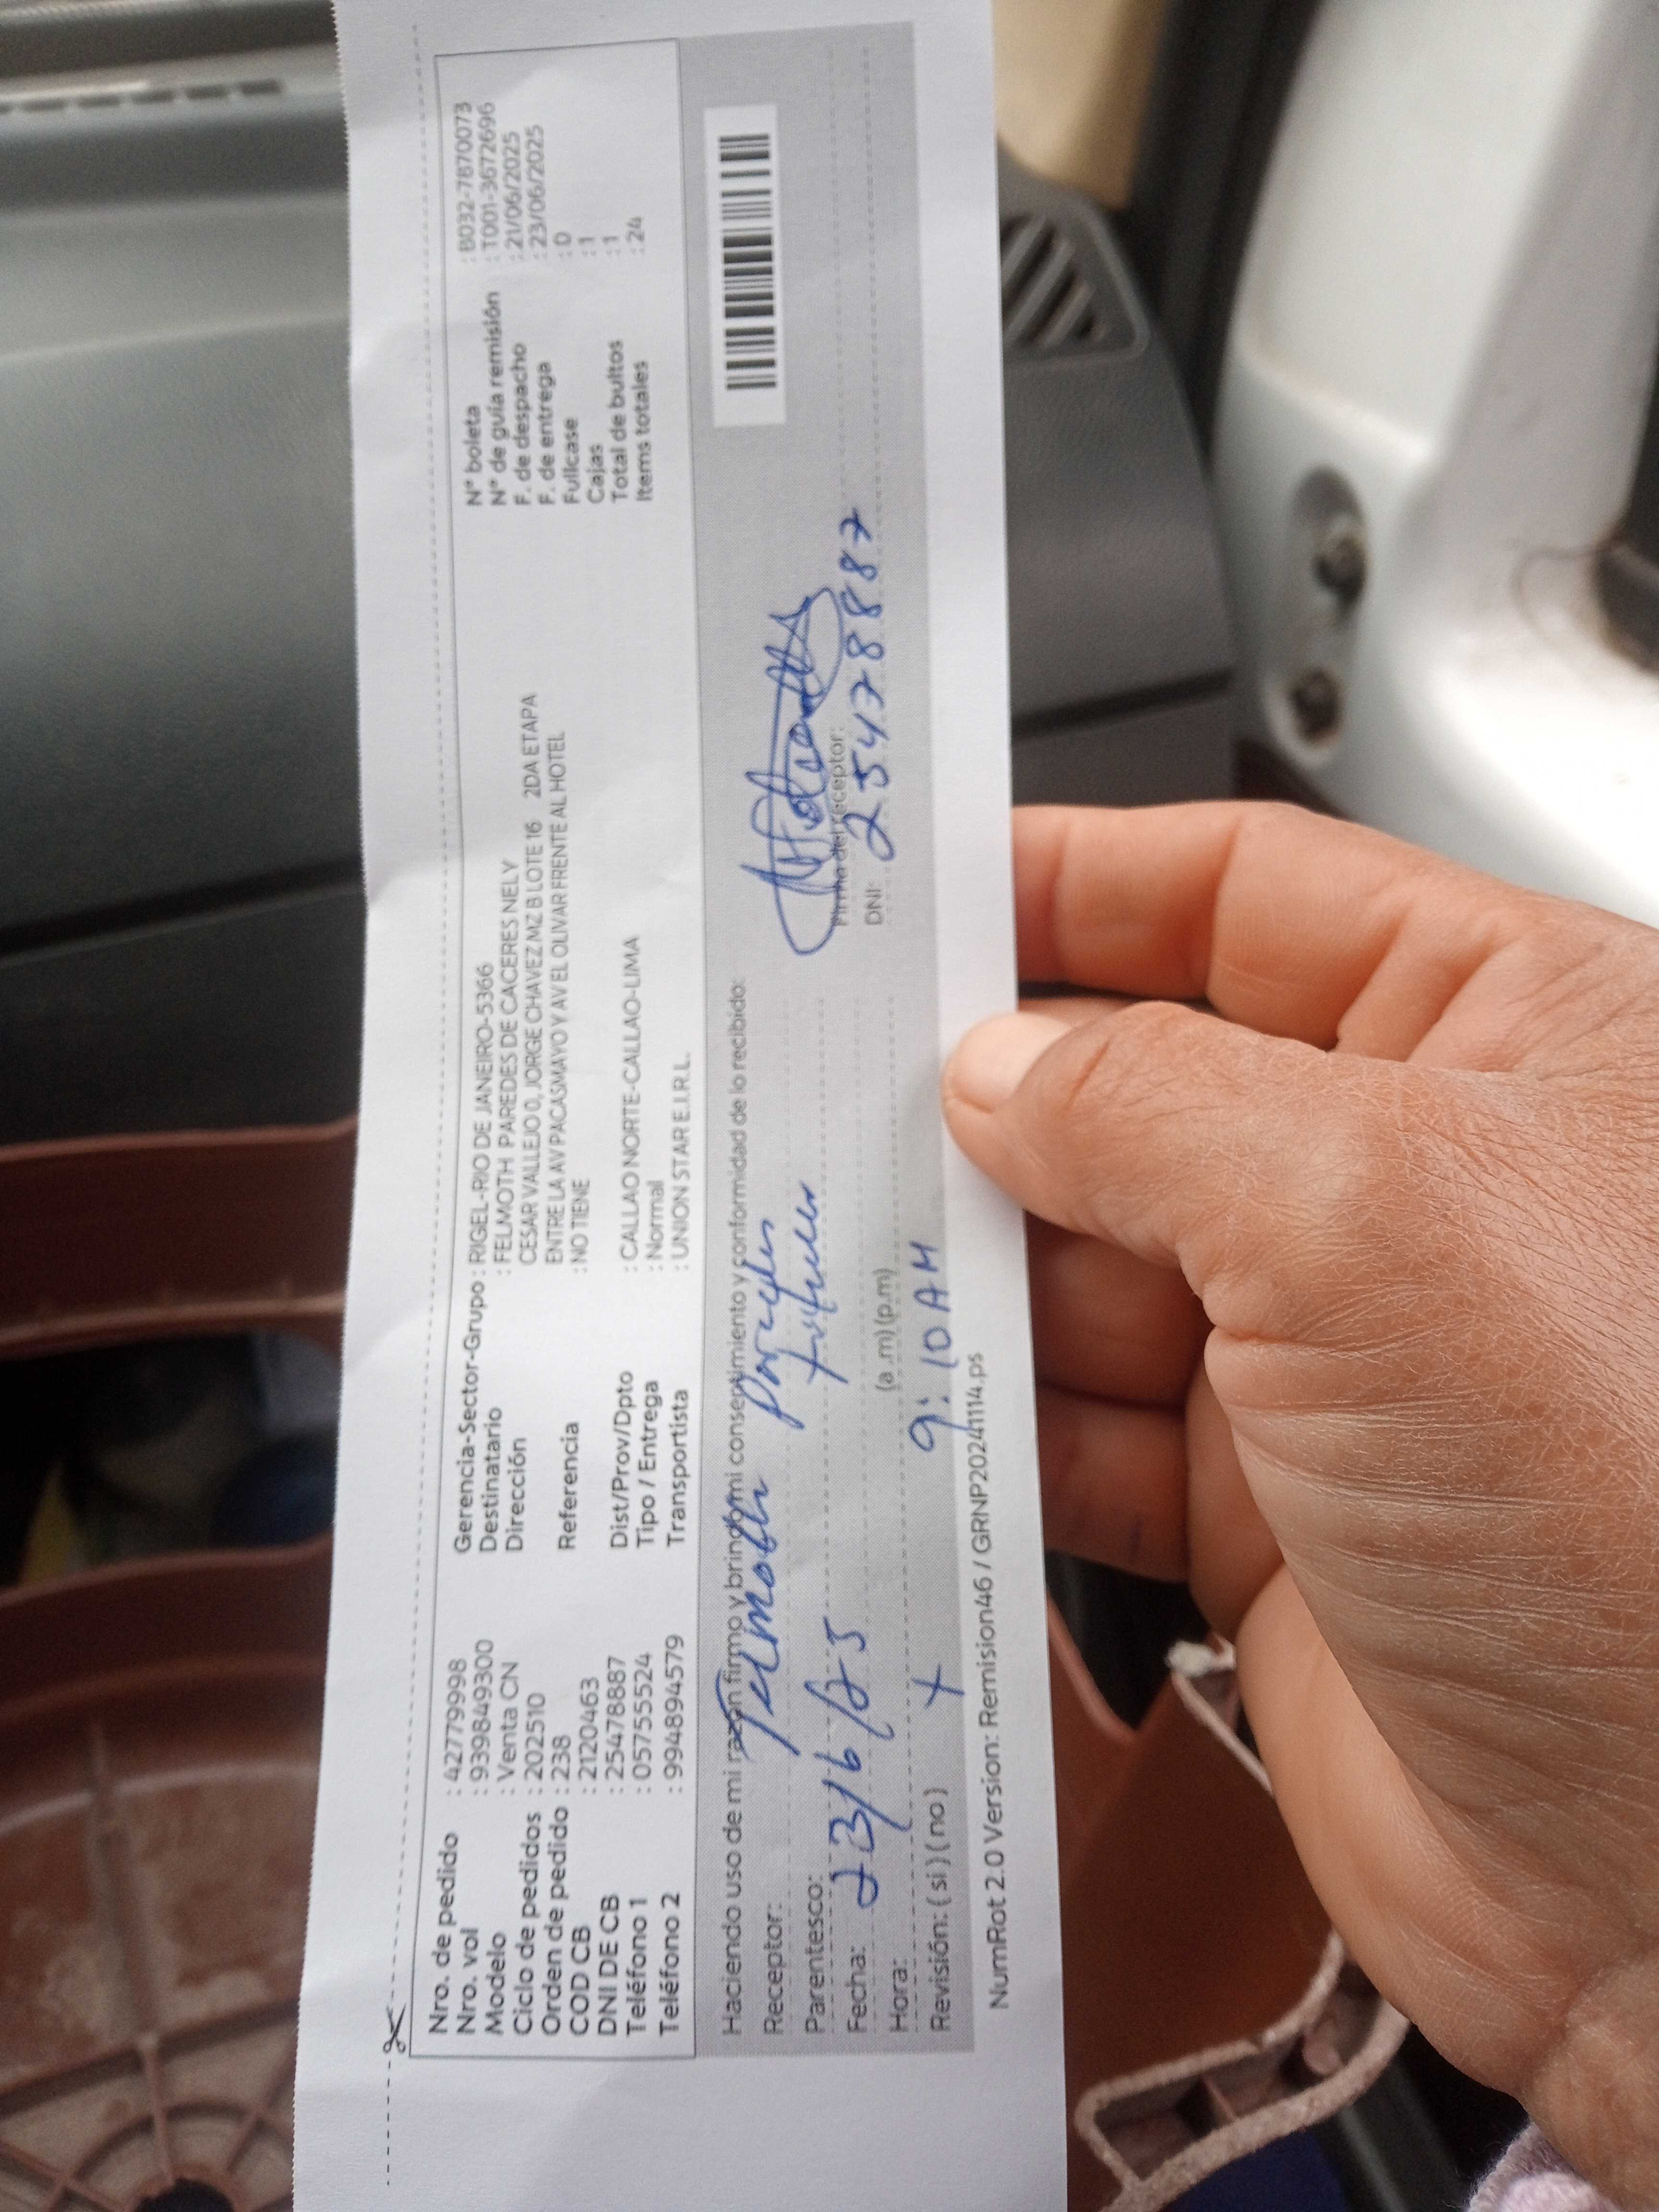 Nro. de pedido : 42779998
Nro. vol : 939849300
Modelo : Venta CN
Ciclo de pedidos : 202510
Orden de pedido : 238
COD CB : 2120463
DNI DE CB : 25478887
Teléfono 1 : 057555524
Teléfono 2 : 994894579
Gerencia-Sector-Grupo : RIGEL-RIO DE JANEIRO-5366
Destinatario : FELMOTH PAREDES DE CACERES NELY
Dirección CESAR VALLEJO 0, JORGE CHAVEZ MZ B LOTE 16 2DA ETAPA
ENTRE LA AV PACASMAYO Y AV EL OLIVAR FRENTE AL HOTEL
Referencia : NO TIENE
Dist/Prov/Dpto : CALLAO NORTE-CALLAO-LIMA
Tipo / Entrega : Normal
Transportista : UNION STAR E.I.R.L.
N° boleta : B032-7870073
N° de guía remisión : T001-3672696
F. de despacho : 21/06/2025
F. de entrega : 23/06/2025
Fullcase : 0
Cajas : 1
Total de bultos : 1
Items totales : 24
Haciendo uso de mi razón firmo y brindo mi consentimiento y conformidad de lo recibido:
Receptor: Felmoth Paredes
Parentesco: titular
Fecha: 23/6/25
Hora: (a.m) (p.m)
9:10 AM
Revisión: ( si ) ( no ) X
Firma del receptor:
DNI: 25478887
NumRot 2.0 Version: Remision46 / GRNP20241114.ps